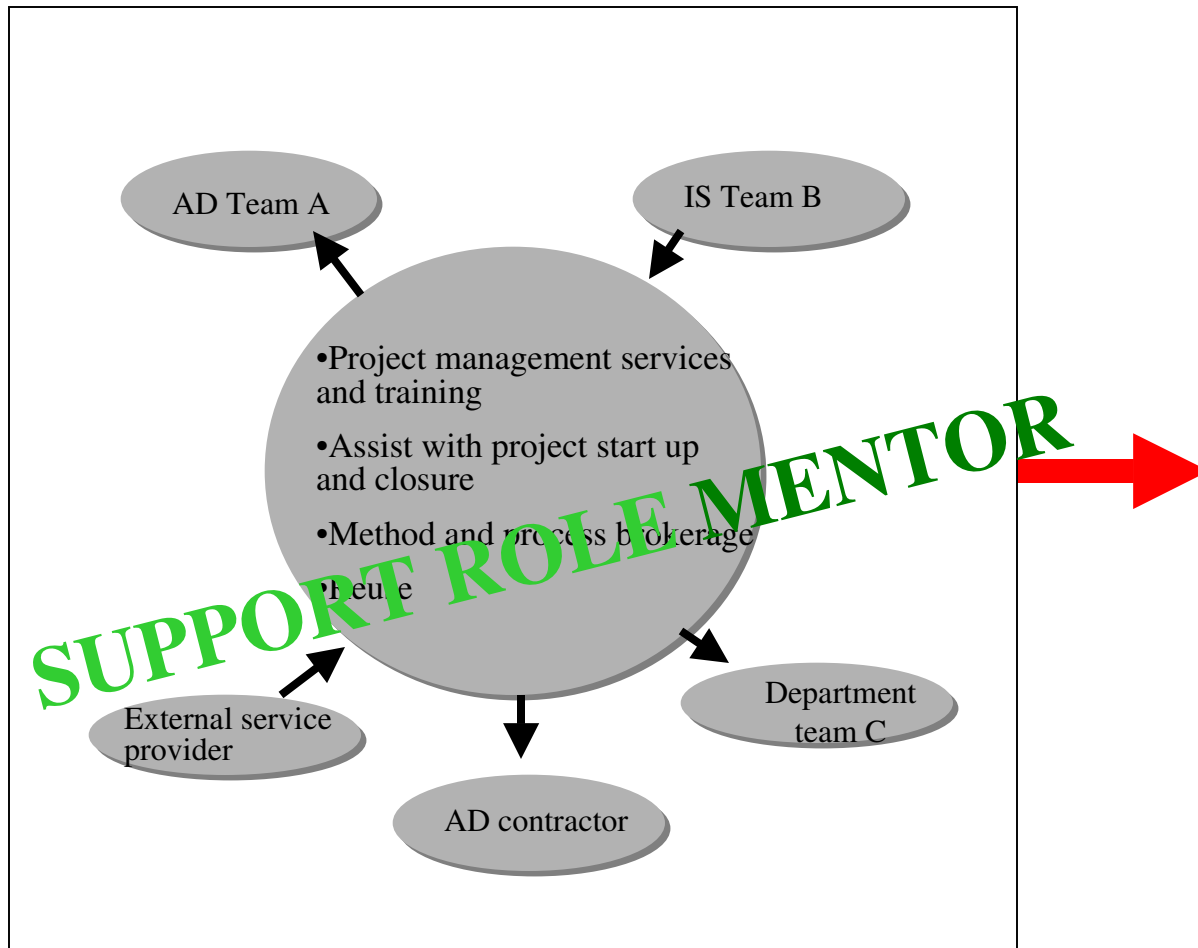 AD Team A
IS Team B
•Project management services
and training
•Assist with project start up
and closure
•Method and process brokerage
•Reuse
SUPPORT ROLE MENTOR
External service
provider
Department
team C
AD contractor